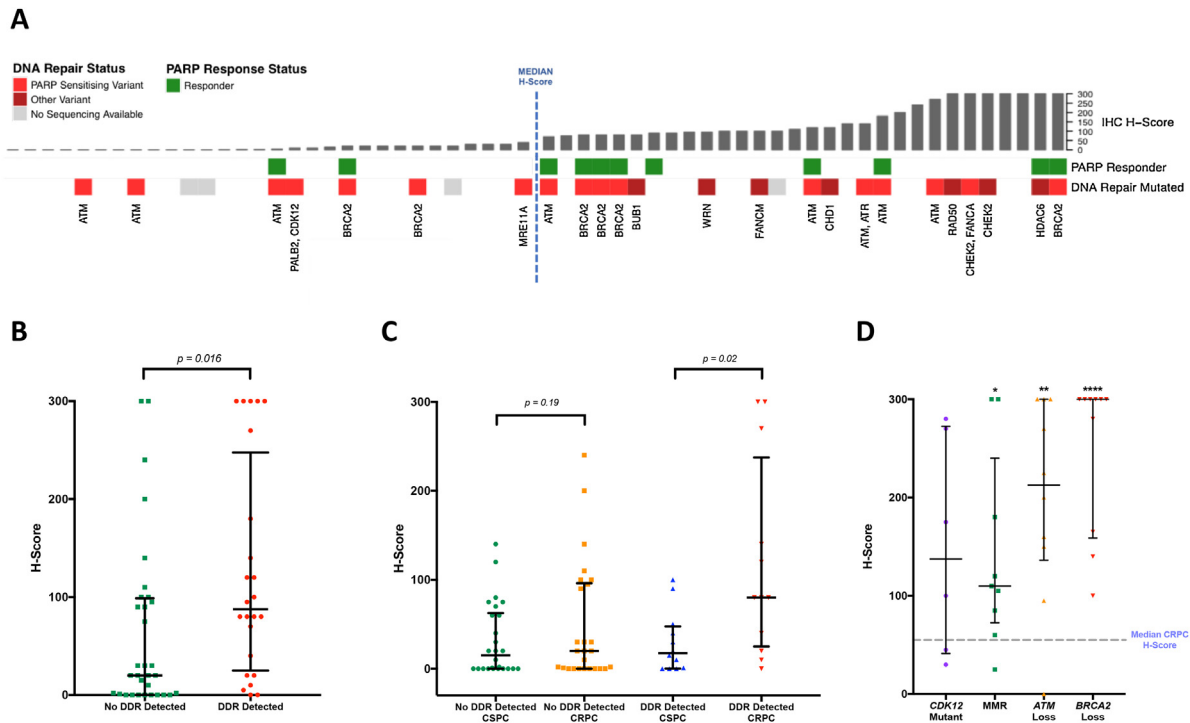 A
DNA Repair Status
PARP Sensitising Variant
Other Variant
No Sequencing Available
PARP Response Status
Responder
MEDIAN
H-Score
300
250
200
150
100
50
0
IHC H-Score
PARP Responder
DNA Repair Mutated
ATM
ATM
ATM
PALB2, CDK12
BRCA2
BRCA2
MRE11A
ATM
BRCA2
BRCA2
BRCA2
BUB1
WRN
FANCM
ATM
CHD1
ATM, ATR
ATM
ATM
RAD50
CHEK2, FANCA
CHEK2
HDAC6
BRCA2
B
p = 0.016
300
200
100
0
H-Score
No DDR Detected
DDR Detected
C
p = 0.19
p = 0.02
300
200
100
0
H-Score
No DDR Detected
CSPC
No DDR Detected
CRPC
DDR Detected
CSPC
DDR Detected
CRPC
D
*
**
****
300
200
100
0
H-Score
Median CRPC
H-Score
CDK12
Mutant
MMR
ATM
Loss
BRCA2
Loss